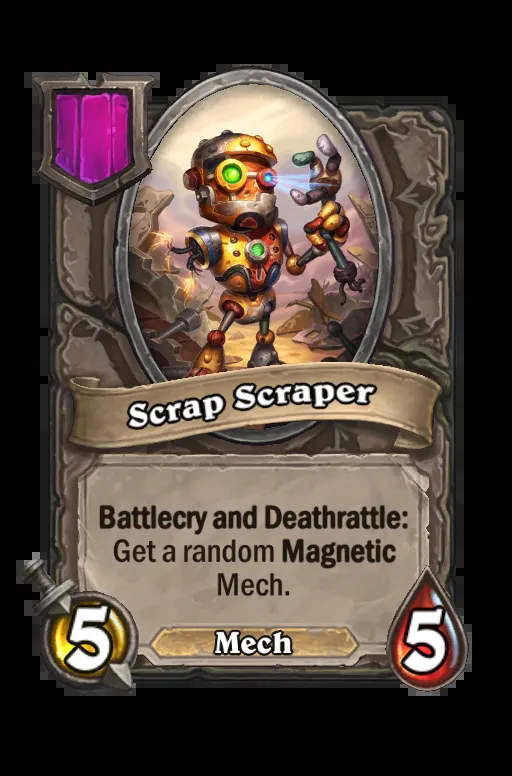 Scrap Scraper
Battlecry and Deathrattle:
Get a random Magnetic
Mech.
5
Mech
5